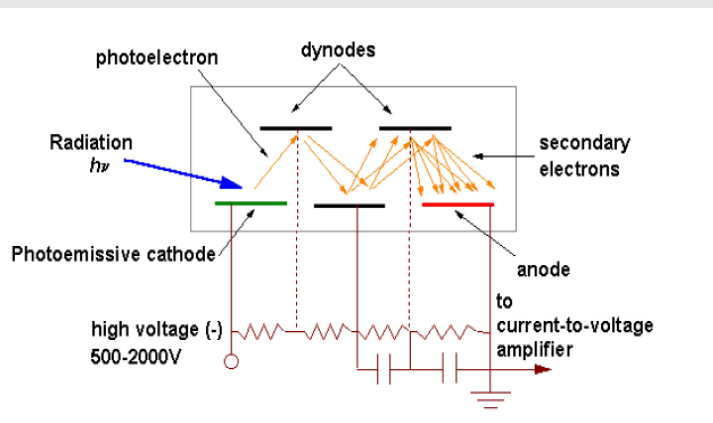 dynodes
photoelectron
Radiation
hν
secondary
electrons
Photoemissive cathode
anode
to
current-to-voltage
amplifier
high voltage (-)
500-2000V